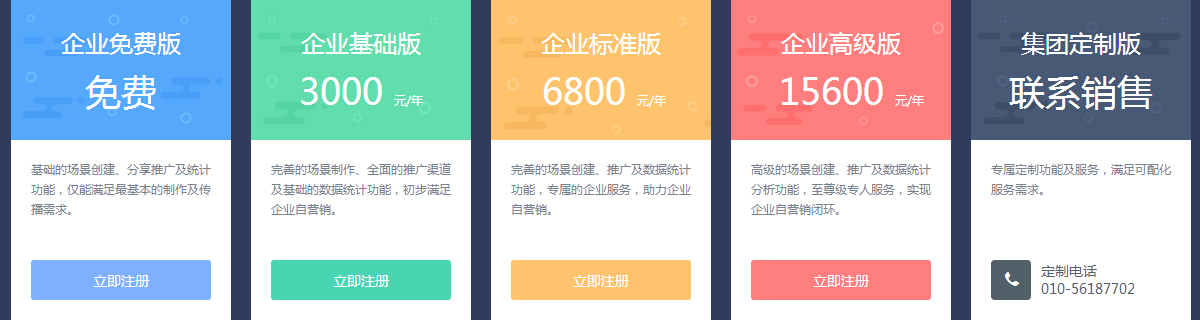 企业免费版
免费
基础的场景创建、分享推广及统计
功能，仅能满足最基本的制作及传
播需求。
立即注册
企业基础版
3000 元/年
完善的场景制作、全面的推广渠道
及基础的数据统计功能，初步满足
企业自营销。
立即注册
企业标准版
6800 元/年
完善的场景创建、推广及数据统计
功能，专属的企业服务，助力企业
自营销。
立即注册
企业高级版
15600 元/年
高级的场景创建、推广及数据统计
分析功能，至尊级专人服务，实现
企业自营销闭环。
立即注册
集团定制版
联系销售
专属定制功能及服务，满足可配化
服务需求。
定制电话
010-56187702